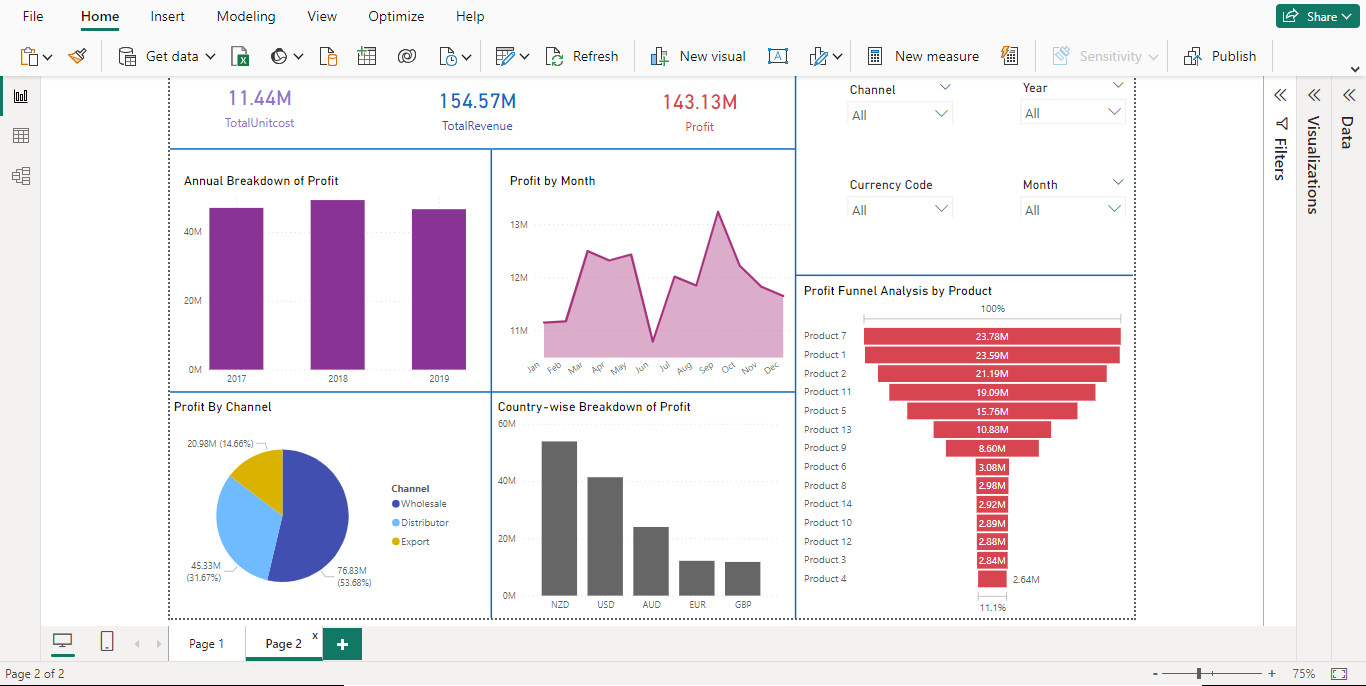 File Home Insert Modeling View Optimize Help Share
Get data Refresh New visual A New measure Sensitivity Publish
11.44M
TotalUnitcost
154.57M
TotalRevenue
143.13M
Profit
Channel
All
Year
All
Currency Code
All
Month
All
Filters
Visualizations
Data
Annual Breakdown of Profit
40M
20M
0M
2017 2018 2019
Profit by Month
13M
12M
11M
Jan Feb Mar Apr May Jun Jul Aug Sep Oct Nov Dec
Profit Funnel Analysis by Product
100%
Product 7 23.78M
Product 1 23.59M
Product 2 21.19M
Product 11 19.09M
Product 5 15.76M
Product 13 10.88M
Product 9 8.60M
Product 6 3.08M
Product 8 2.98M
Product 14 2.92M
Product 10 2.89M
Product 12 2.88M
Product 3 2.84M
Product 4 2.64M
11.1%
Profit By Channel
20.98M (14.66%)
45.33M
(31.67%)
76.83M
(53.68%)
Channel
Wholesale
Distributor
Export
Country-wise Breakdown of Profit
60M
40M
20M
0M
NZD USD AUD EUR GBP
Page 1 Page 2 x +
Page 2 of 2 - + 75%